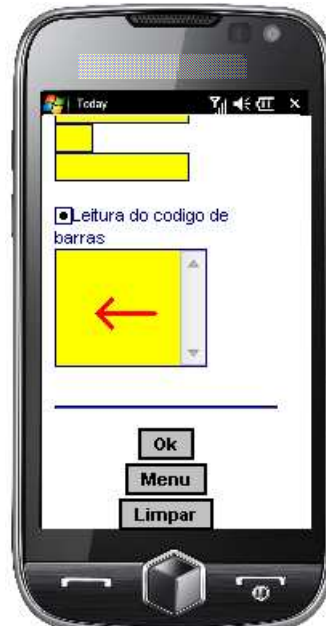 Today
Leitura do codigo de
barras
Ok
Menu
Limpar